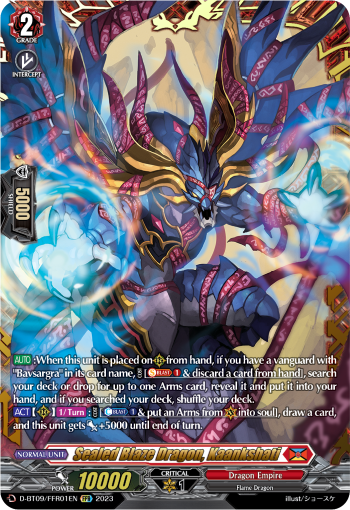 2
GRADE
INTERCEPT
5000
SHIELD
AUTO :When this unit is placed on from hand, if you have a vanguard with
"Bavsargra" in its card name, [SOUL BLAST 1 & discard a card from hand], search
your deck or drop for up to one Arms card, reveal it and put it into your
hand, and if you searched your deck, shuffle your deck.
ACT [ ] 1/Turn : [COUNTER BLAST 1 & put an Arms from into soul], draw a card,
and this unit gets +5000 until end of turn.
NORMAL UNIT
Sealed Blaze Dragon, Kaankshati
POWER 10000
CRITICAL
1
Dragon Empire
Flame Dragon
D-BT09/FFR01EN FFR 2023
illust/ショースケ